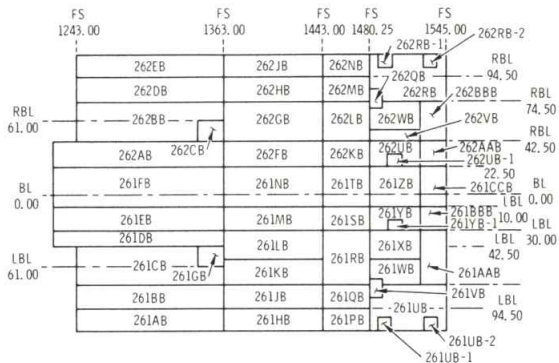 FS 1243.00
FS 1363.00
FS 1443.00
FS 1480.25
FS 1545.00
262RB-1
262RB-2
262EB
262JB
262NB
262QB
RBL 94.50
262DB
262HB
262MB
262RB
262BBB
RBL 74.50
RBL 61.00
262BB
262GB
262LB
262WB
262VB
RBL 42.50
262AB
262CB
262FB
262KB
262UB
262AAB
262UB-1
22.50
261FB
261NB
261TB
261ZB
261CCB
BL 0.00
BL 0.00
261EB
261MB
261SB
261YB
261BBB
LBL 10.00
261YB-1
LBL 30.00
261DB
261LB
261XB
LBL 42.50
LBL 61.00
261CB
261GB
261KB
261RB
261WB
261AAB
261BB
261JB
261QB
261VB
LBL 94.50
261UB
261AB
261HB
261PB
261UB-2
261UB-1